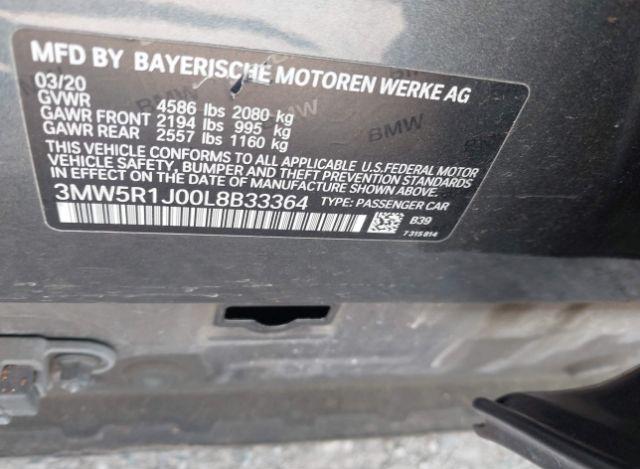 MFD BY BAYERISCHE MOTOREN WERKE AG
03/20
GVWR 4586 lbs 2080 kg
GAWR FRONT 2194 lbs 995 kg
GAWR REAR 2557 lbs 1160 kg
THIS VEHICLE CONFORMS TO ALL APPLICABLE U.S.FEDERAL MOTOR
VEHICLE SAFETY, BUMPER AND THEFT PREVENTION STANDARDS
IN EFFECT ON THE DATE OF MANUFACTURE SHOWN ABOVE.
3MW5R1J00L8B33364 TYPE: PASSENGER CAR
B39
7315814
BMW
BMW